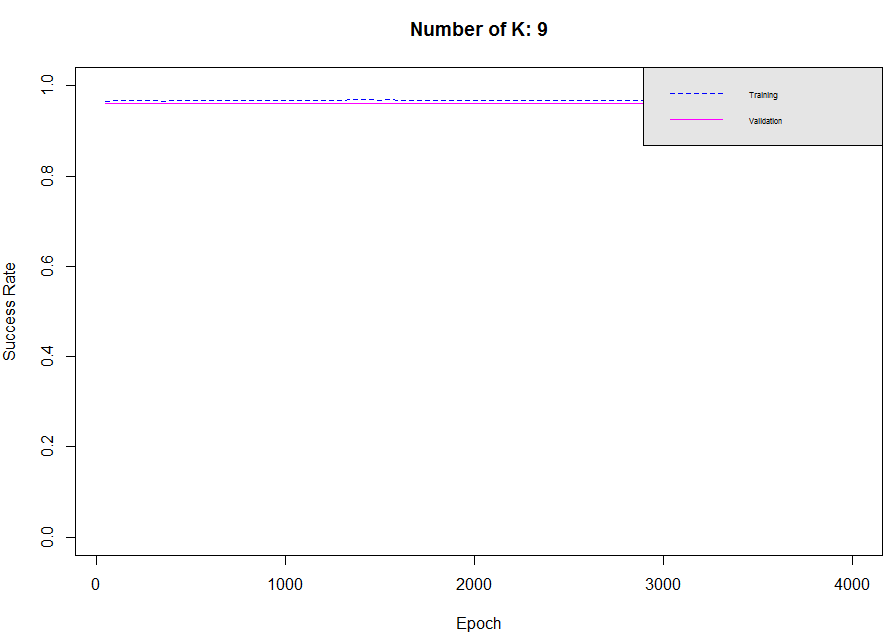 Number of K: 9
Training
Validation
Success Rate
1.0
0.8
0.6
0.4
0.2
0.0
0 1000 2000 3000 4000
Epoch